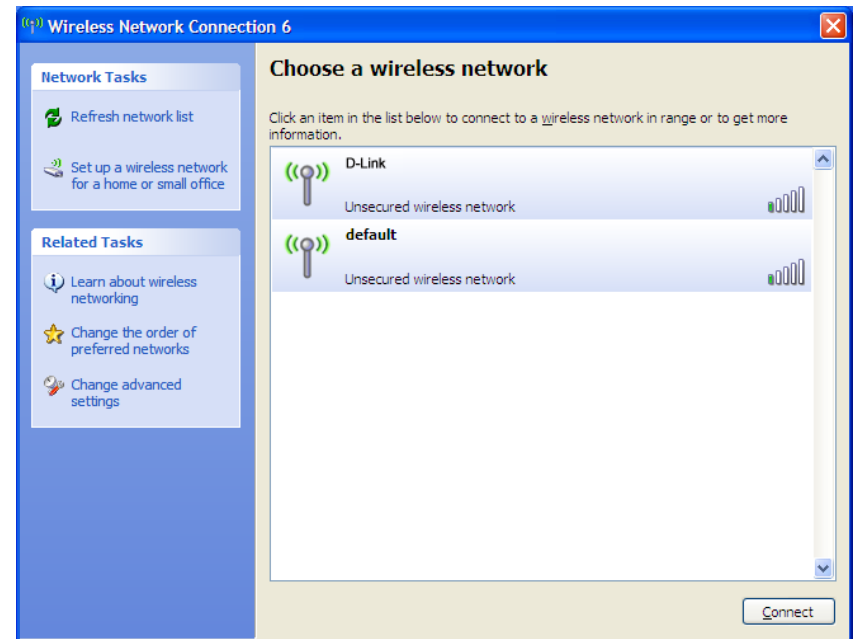 Wireless Network Connection 6
Network Tasks
Refresh network list
Set up a wireless network
for a home or small office
Related Tasks
Learn about wireless
networking
Change the order of
preferred networks
Change advanced
settings
Choose a wireless network
Click an item in the list below to connect to a wireless network in range or to get more
information.
D-Link
Unsecured wireless network
default
Unsecured wireless network
Connect